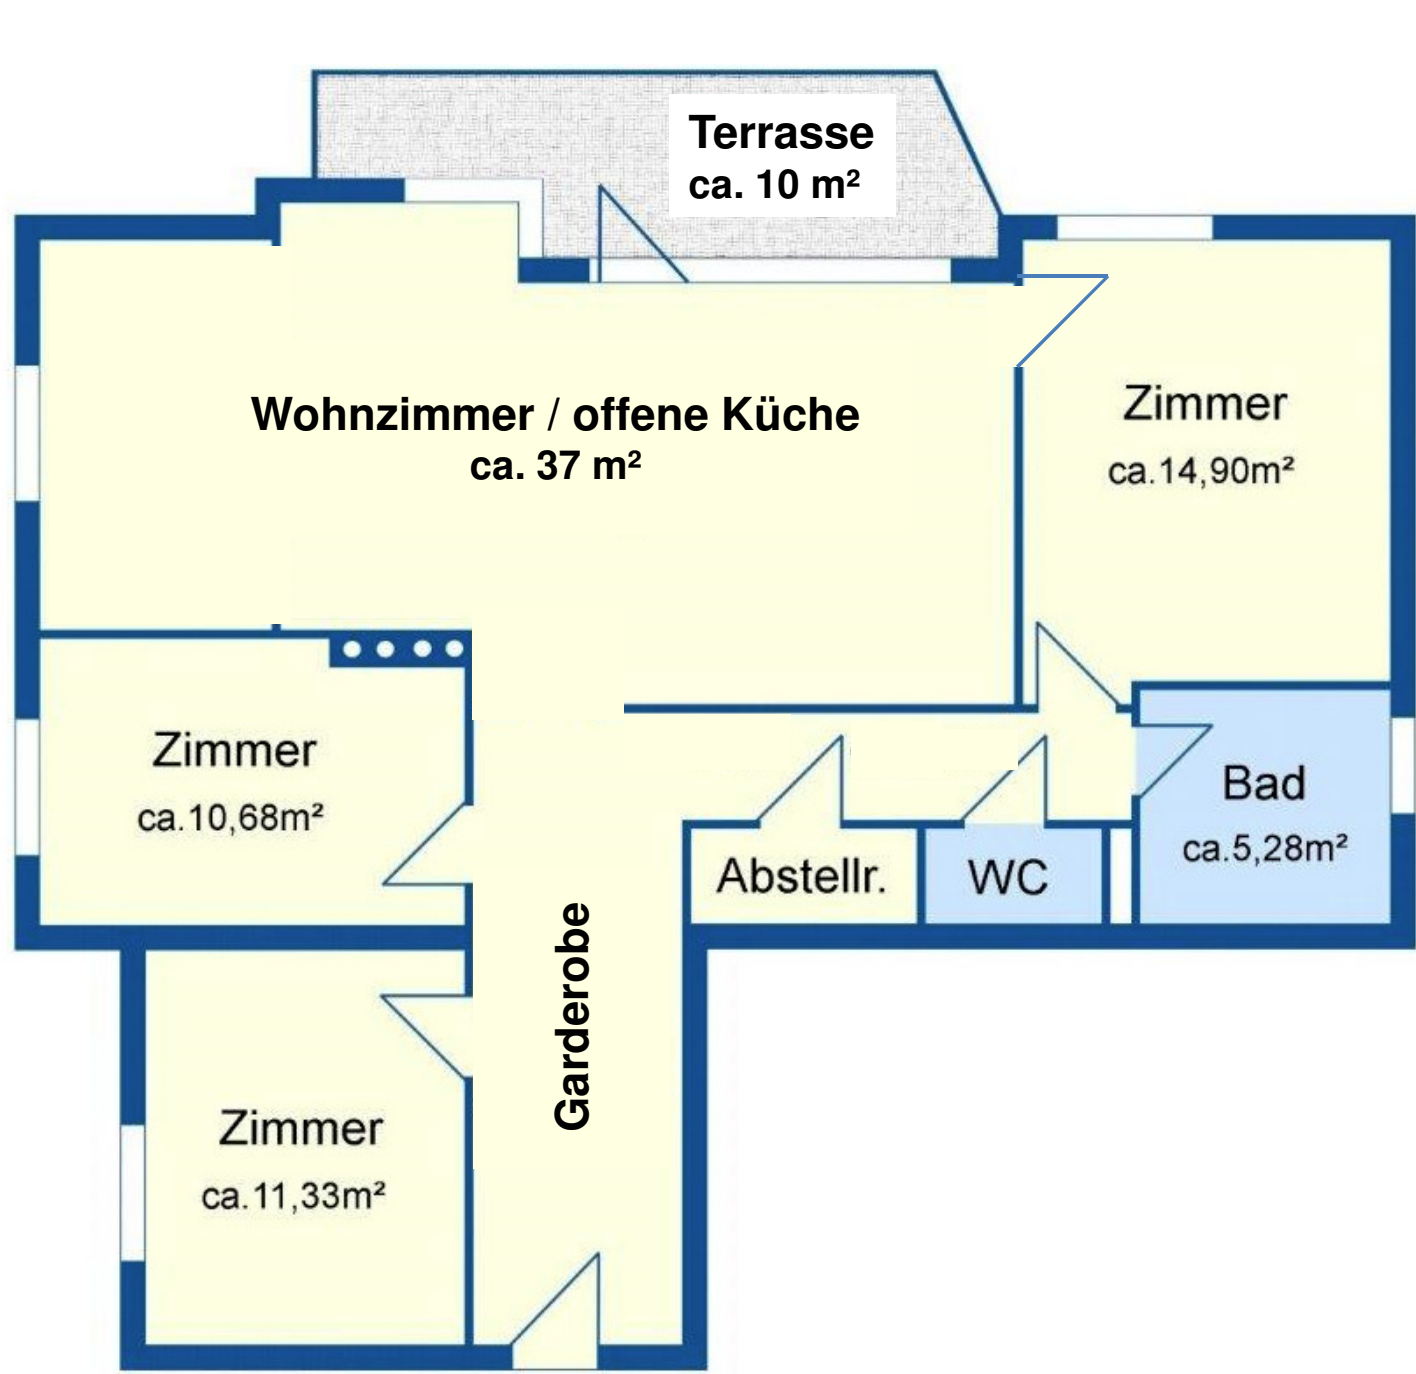 Terrasse
ca. 10 m²
Wohnzimmer / offene Küche
ca. 37 m²
Zimmer
ca.14,90m²
Zimmer
ca.10,68m²
Bad
ca.5,28m²
Abstellr.
WC
Garderobe
Zimmer
ca.11,33m²